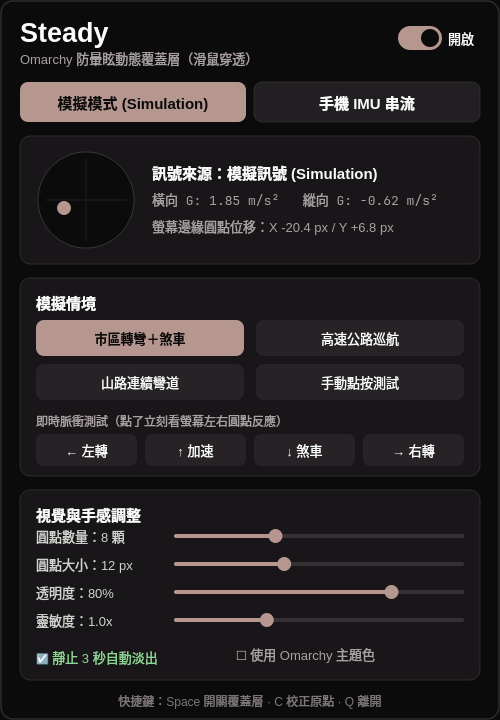 Steady
開啟
Omarchy 防暈眩動態覆蓋層（滑鼠穿透）
模擬模式 (Simulation)
手機 IMU 串流
訊號來源：模擬訊號 (Simulation)
橫向 G: 1.85 m/s² 縱向 G: -0.62 m/s²
螢幕邊緣圓點位移：X -20.4 px / Y +6.8 px
模擬情境
市區轉彎＋煞車
高速公路巡航
山路連續彎道
手動點按測試
即時脈衝測試（點了立刻看螢幕左右圓點反應）
← 左轉
↑ 加速
↓ 煞車
→ 右轉
視覺與手感調整
圓點數量：8 顆
圓點大小：12 px
透明度：80%
靈敏度：1.0x
☑ 靜止 3 秒自動淡出
☐ 使用 Omarchy 主題色
快捷鍵：Space 開關覆蓋層 · C 校正原點 · Q 離開